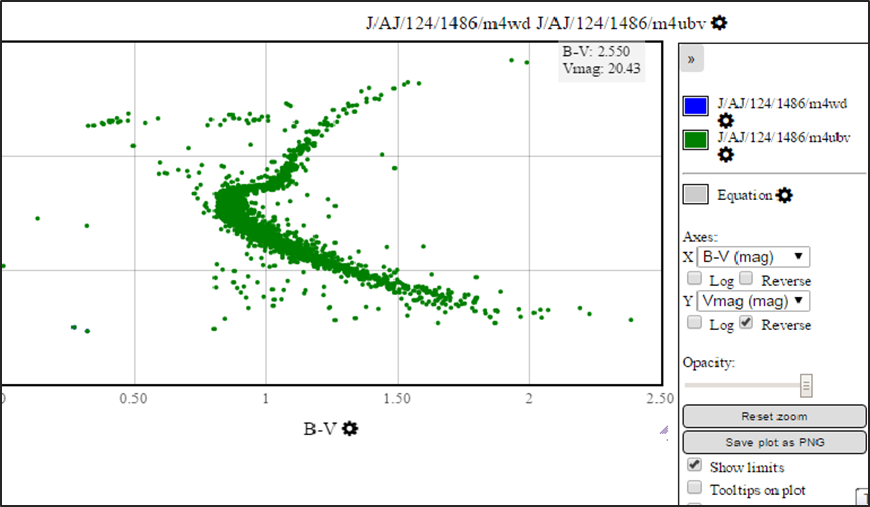 J/AJ/124/1486/m4wd J/AJ/124/1486/m4ubv
B-V: 2.550
Vmag: 20.43
»
J/AJ/124/1486/m4wd
J/AJ/124/1486/m4ubv
Equation
Axes:
X B-V (mag) ▼
Log Reverse
Y Vmag (mag) ▼
Log Reverse
Opacity:
Reset zoom
Save plot as PNG
Show limits
Tooltips on plot
0 0.50 1 1.50 2 2.50
B-V